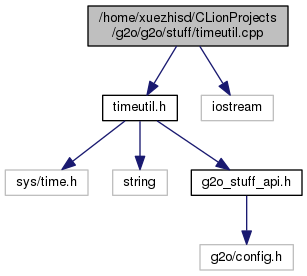 /home/xuezhisd/CLionProjects
/g2o/g2o/stuff/timeutil.cpp
timeutil.h
iostream
sys/time.h
string
g2o_stuff_api.h
g2o/config.h